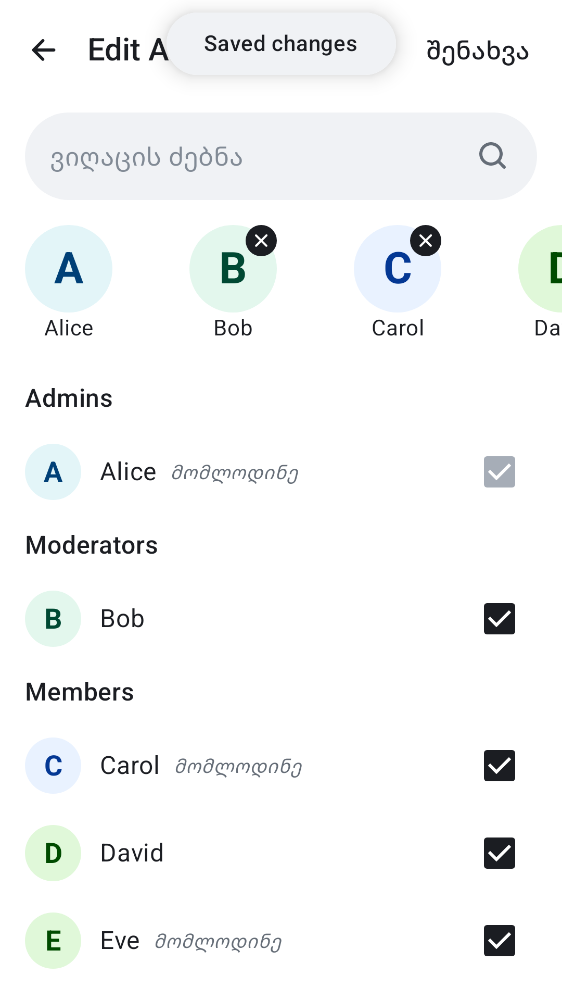 Edit A
Saved changes
შენახვა
ვიღაცის ძებნა
A
B
C
D
Alice
Bob
Carol
Da
Admins
A
Alice მომლოდინე
Moderators
B
Bob
Members
C
Carol მომლოდინე
D
David
E
Eve მომლოდინე